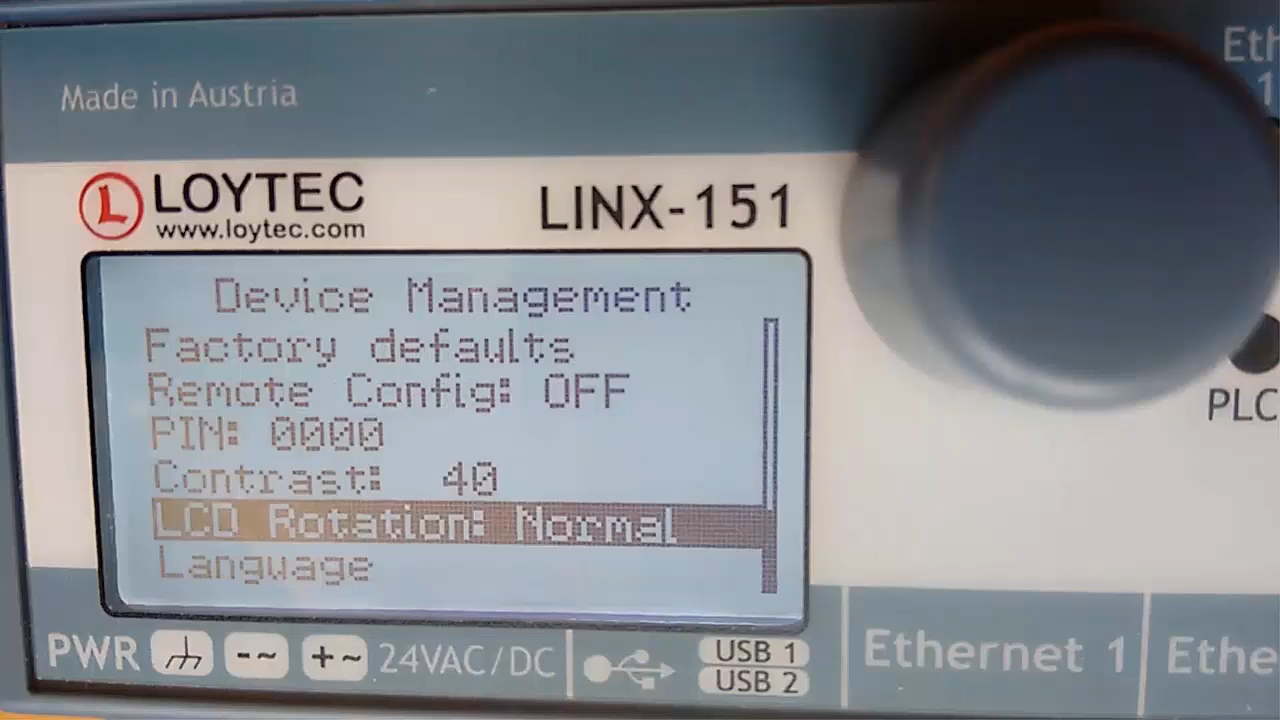 Made in Austria
Eth
1
LOYTEC
www.loytec.com
LINX-151
Device Management
Factory defaults
Remote Config: OFF
PIN: 0000
Contrast: 40
LCD Rotation: Normal
Language
PLC
PWR
24VAC/DC
USB 1
USB 2
Ethernet 1
Ethe